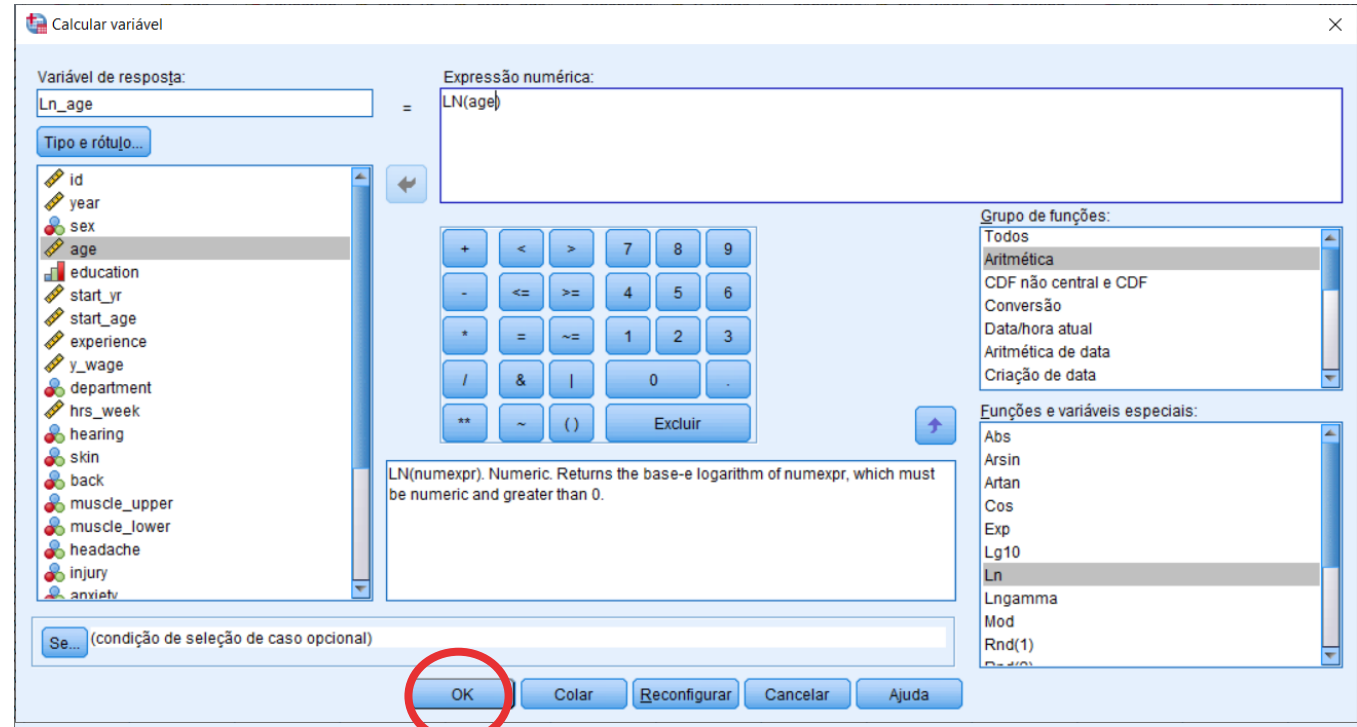 Calcular variável
Variável de resposta:
Ln_age
=
Expressão numérica:
LN(age)
Tipo e rótulo...
id
year
sex
age
education
start_yr
start_age
experience
y_wage
department
hrs_week
hearing
skin
back
muscle_upper
muscle_lower
headache
injury
anxiety
+ < > 7 8 9
- <= >= 4 5 6
* = ~= 1 2 3
/ & | 0 .
** ~ ( ) Excluir
LN(numexpr). Numeric. Returns the base-e logarithm of numexpr, which must
be numeric and greater than 0.
Grupo de funções:
Todos
Aritmética
CDF não central e CDF
Conversão
Data/hora atual
Aritmética de data
Criação de data
Funções e variáveis especiais:
Abs
Arsin
Artan
Cos
Exp
Lg10
Ln
Lngamma
Mod
Rnd(1)
Se... (condição de seleção de caso opcional)
OK Colar Reconfigurar Cancelar Ajuda